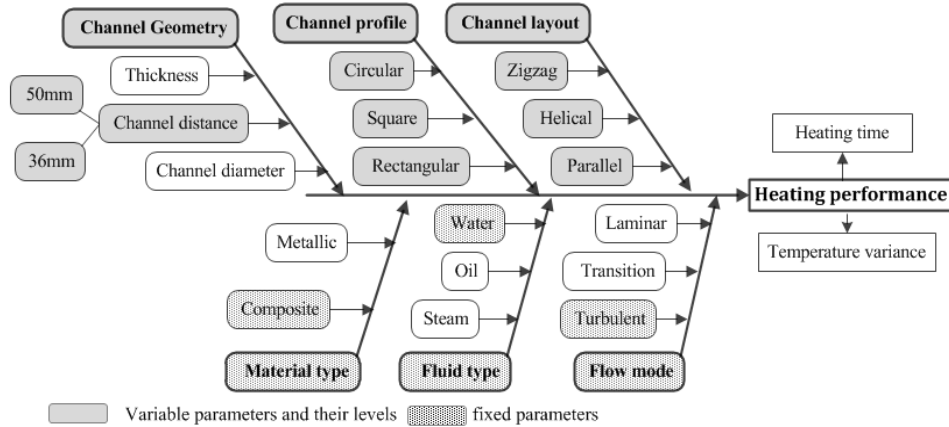 Channel Geometry
Channel profile
Channel layout
Thickness
Circular
Zigzag
50mm
Channel distance
Square
Helical
36mm
Channel diameter
Rectangular
Parallel
Heating time
Heating performance
Temperature variance
Metallic
Water
Laminar
Oil
Transition
Composite
Steam
Turbulent
Material type
Fluid type
Flow mode
Variable parameters and their levels
fixed parameters